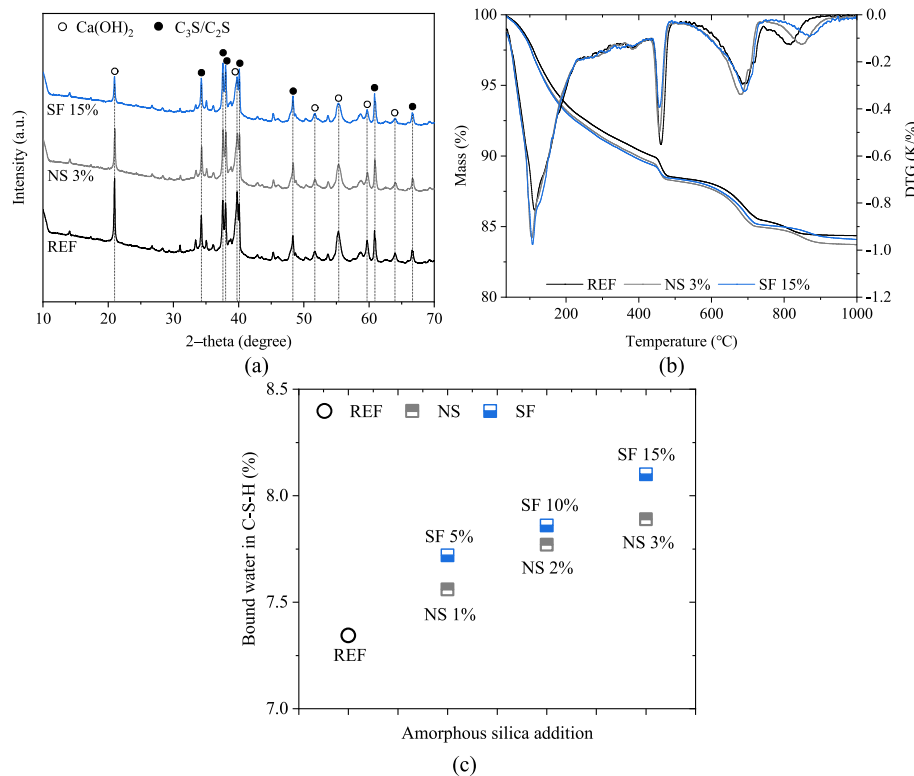 Ca(OH)2 C3S/C2S
SF 15%
NS 3%
REF
Intensity (a.u.)
10 20 30 40 50 60 70
2–theta (degree)
(a)
100
95
90
85
80
Mass (%)
0.0
-0.2
-0.4
-0.6
-0.8
-1.0
-1.2
DTG (K/%)
REF NS 3% SF 15%
200 400 600 800 1000
Temperature (°C)
(b)
8.5
8.0
7.5
7.0
Bound water in C-S-H (%)
REF NS SF
SF 15%
SF 10%
SF 5%
NS 3%
NS 2%
NS 1%
REF
Amorphous silica addition
(c)